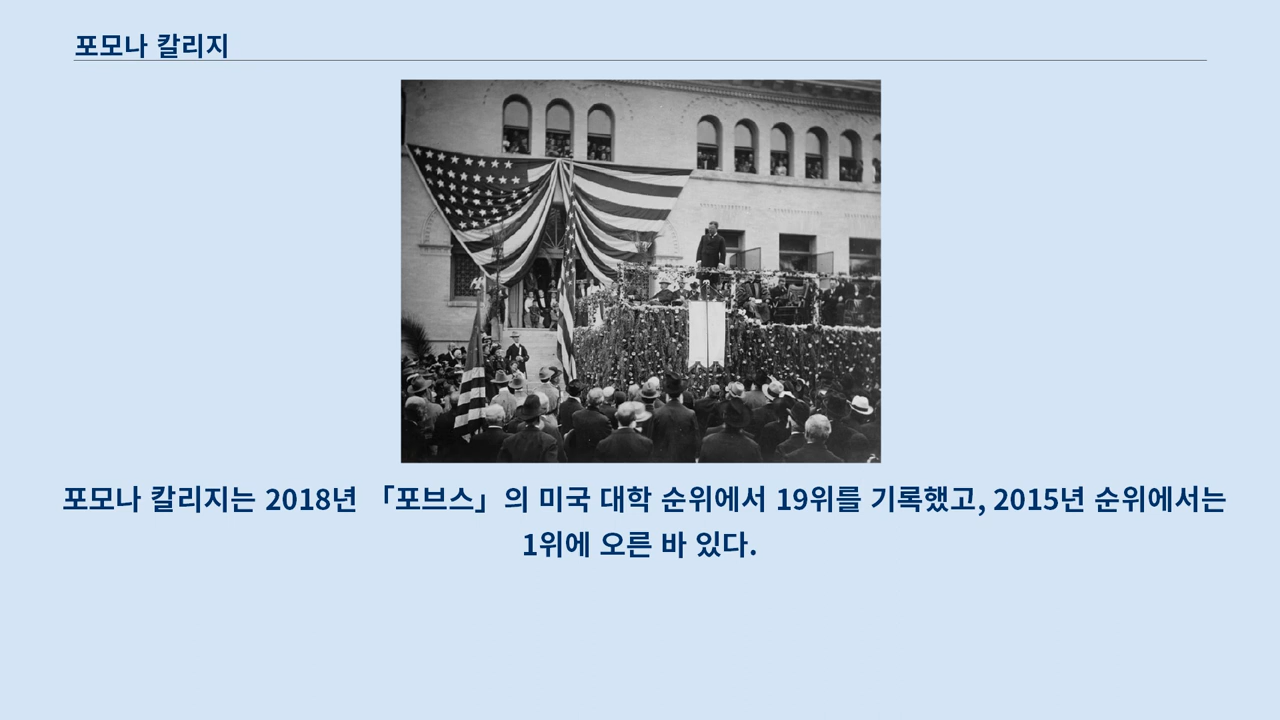 포모나 칼리지
포모나 칼리지는 2018년 「포브스」의 미국 대학 순위에서 19위를 기록했고, 2015년 순위에서는
1위에 오른 바 있다.